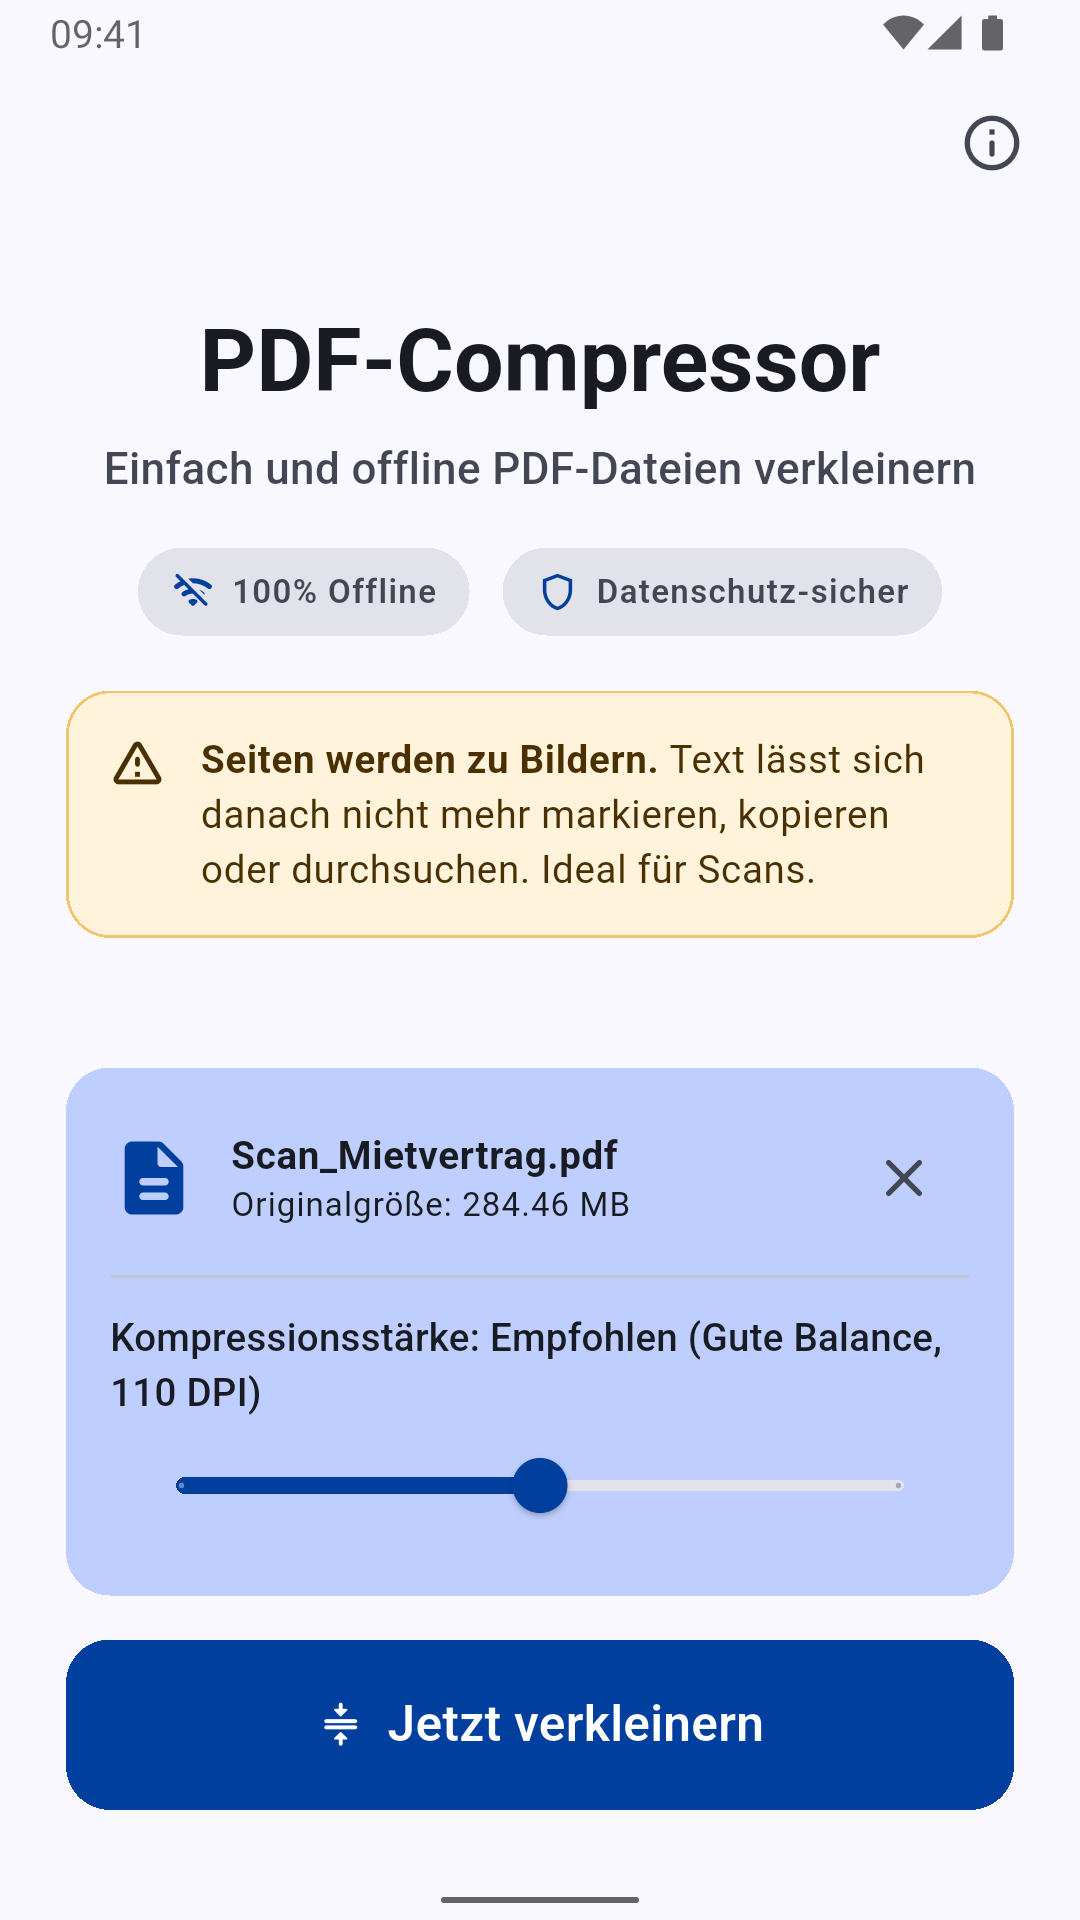 09:41
PDF-Compressor
Einfach und offline PDF-Dateien verkleinern
100% Offline
Datenschutz-sicher
Seiten werden zu Bildern. Text lässt sich
danach nicht mehr markieren, kopieren
oder durchsuchen. Ideal für Scans.
Scan_Mietvertrag.pdf
Originalgröße: 284.46 MB
Kompressionsstärke: Empfohlen (Gute Balance,
110 DPI)
Jetzt verkleinern